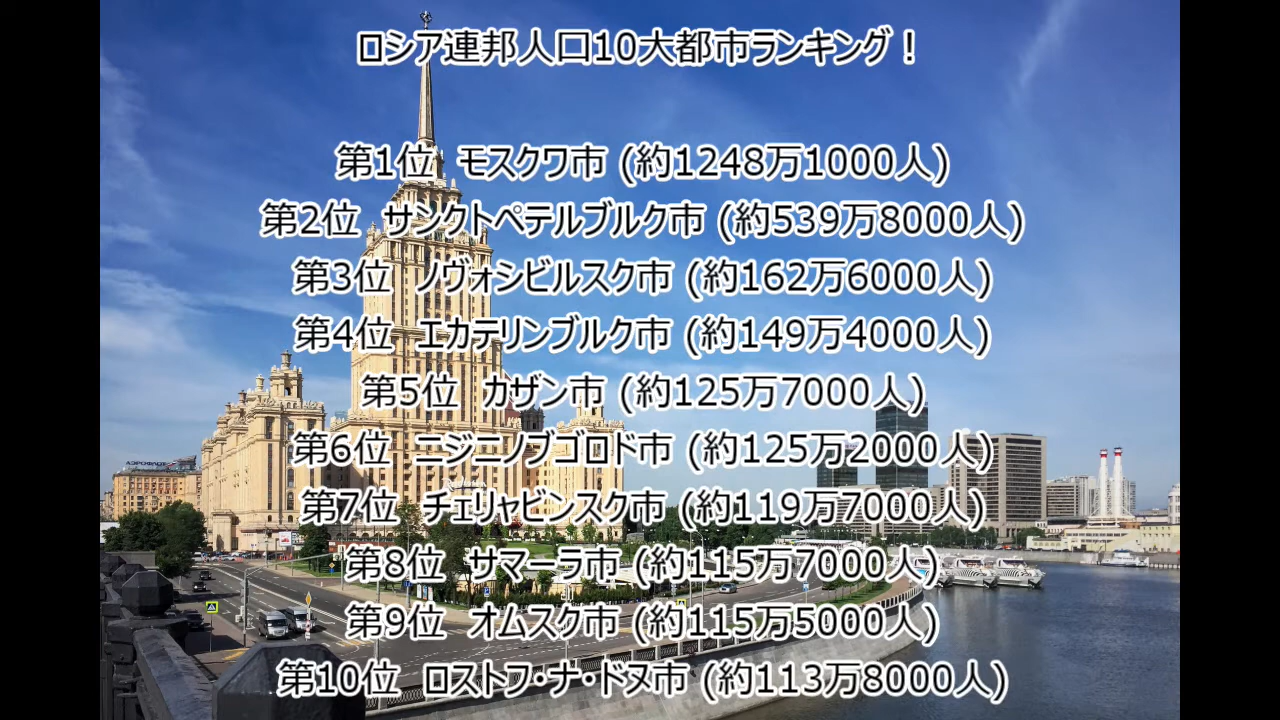 ロシア連邦人口10大都市ランキング！
第1位　モスクワ市 (約1248万1000人)
第2位　サンクトペテルブルク市 (約539万8000人)
第3位　ノヴォシビルスク市 (約162万6000人)
第4位　エカテリンブルク市 (約149万4000人)
第5位　カザン市 (約125万7000人)
第6位　ニジニノブゴロド市 (約125万2000人)
第7位　チェリャビンスク市 (約119万7000人)
第8位　サマーラ市 (約115万7000人)
第9位　オムスク市 (約115万5000人)
第10位　ロストフ・ナ・ドヌ市 (約113万8000人)
АЭРОФЛОТ